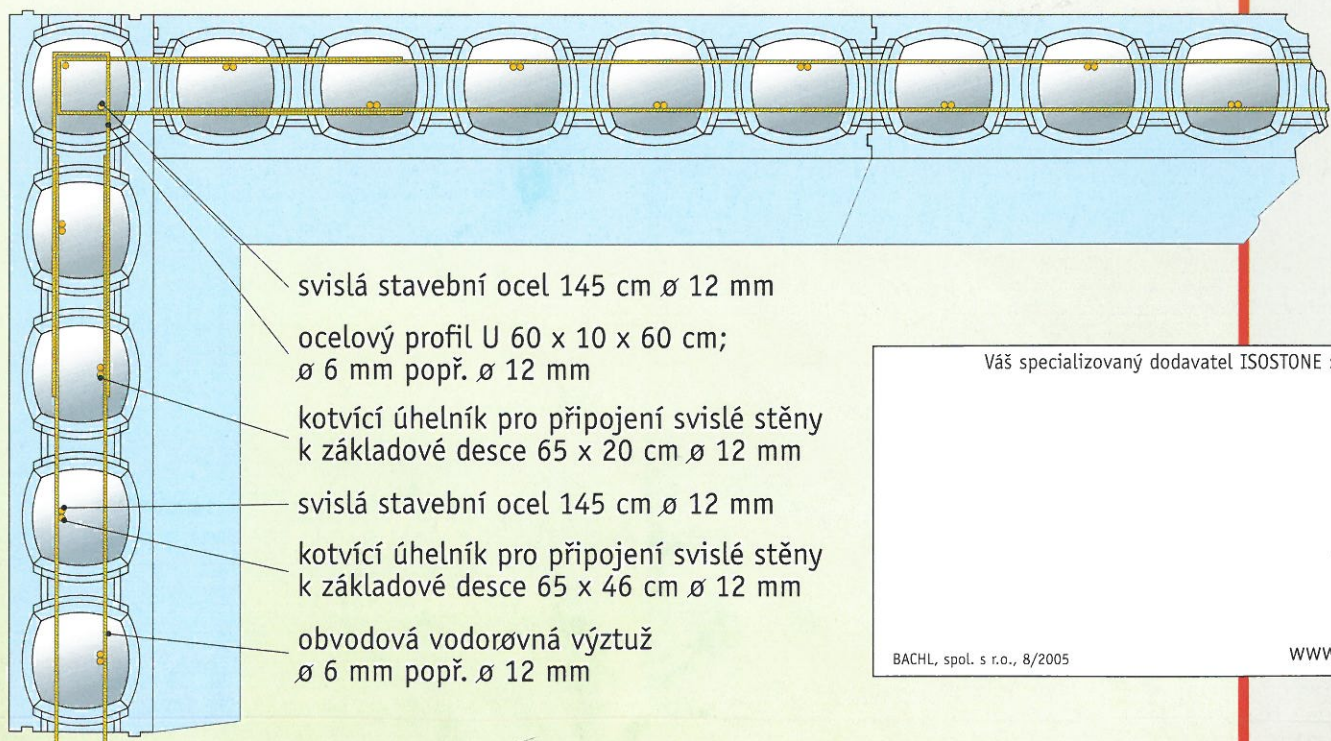 svislá stavební ocel 145 cm ø 12 mm
ocelový profil U 60 x 10 x 60 cm;
ø 6 mm popř. ø 12 mm
kotvící úhelník pro připojení svislé stěny
k základové desce 65 x 20 cm ø 12 mm
svislá stavební ocel 145 cm ø 12 mm
kotvící úhelník pro připojení svislé stěny
k základové desce 65 x 46 cm ø 12 mm
obvodová vodorøvná výztuž
ø 6 mm popř. ø 12 mm
Váš specializovaný dodavatel ISOSTONE
BACHL, spol. s r.o., 8/2005
www